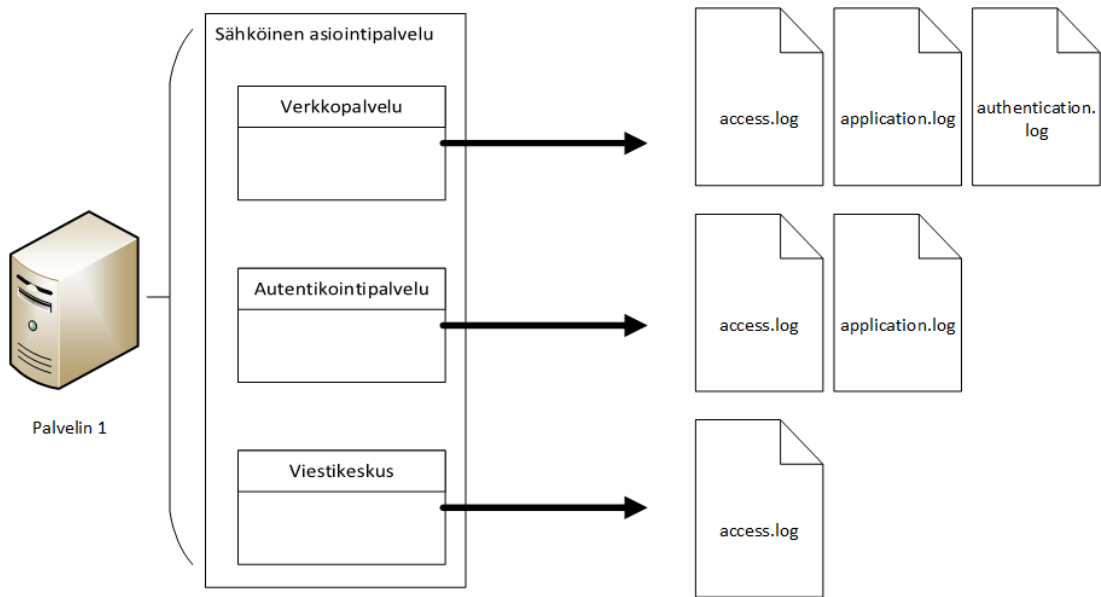 Sähköinen asiointipalvelu
Verkkopalvelu
access.log
application.log
authentication.
log
Autentikointipalvelu
access.log
application.log
Palvelin 1
Viestikeskus
access.log